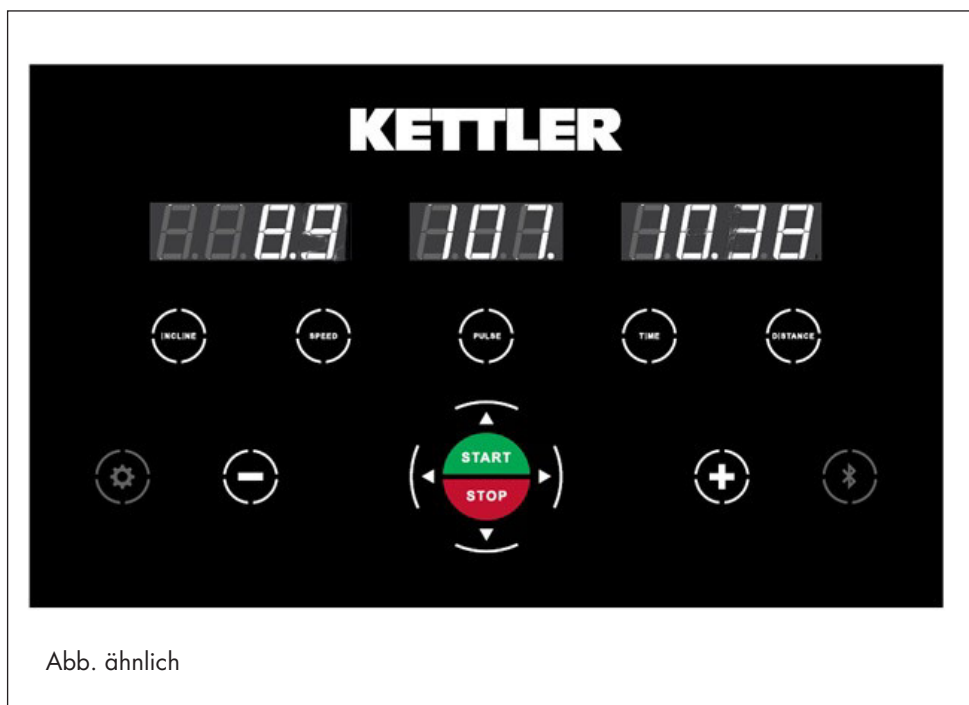 KETTLER
8.9 107. 10.38
INCLINE SPEED PULSE TIME DISTANCE
START
STOP
Abb. ähnlich